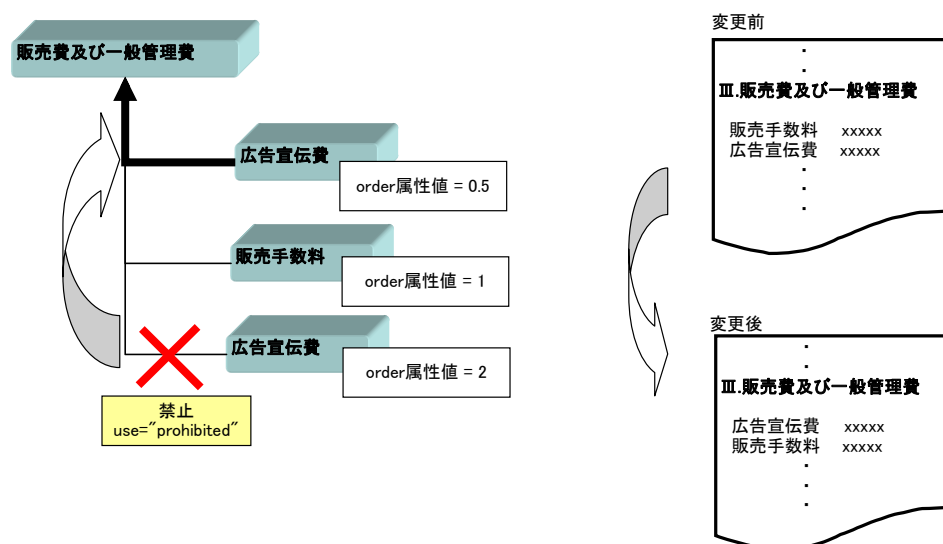 販売費及び一般管理費
広告宣伝費
order属性値 = 0.5
販売手数料
order属性値 = 1
広告宣伝費
order属性値 = 2
禁止
use="prohibited"
変更前
Ⅲ.販売費及び一般管理費
販売手数料 xxxxx
広告宣伝費 xxxxx
変更後
Ⅲ.販売費及び一般管理費
広告宣伝費 xxxxx
販売手数料 xxxxx